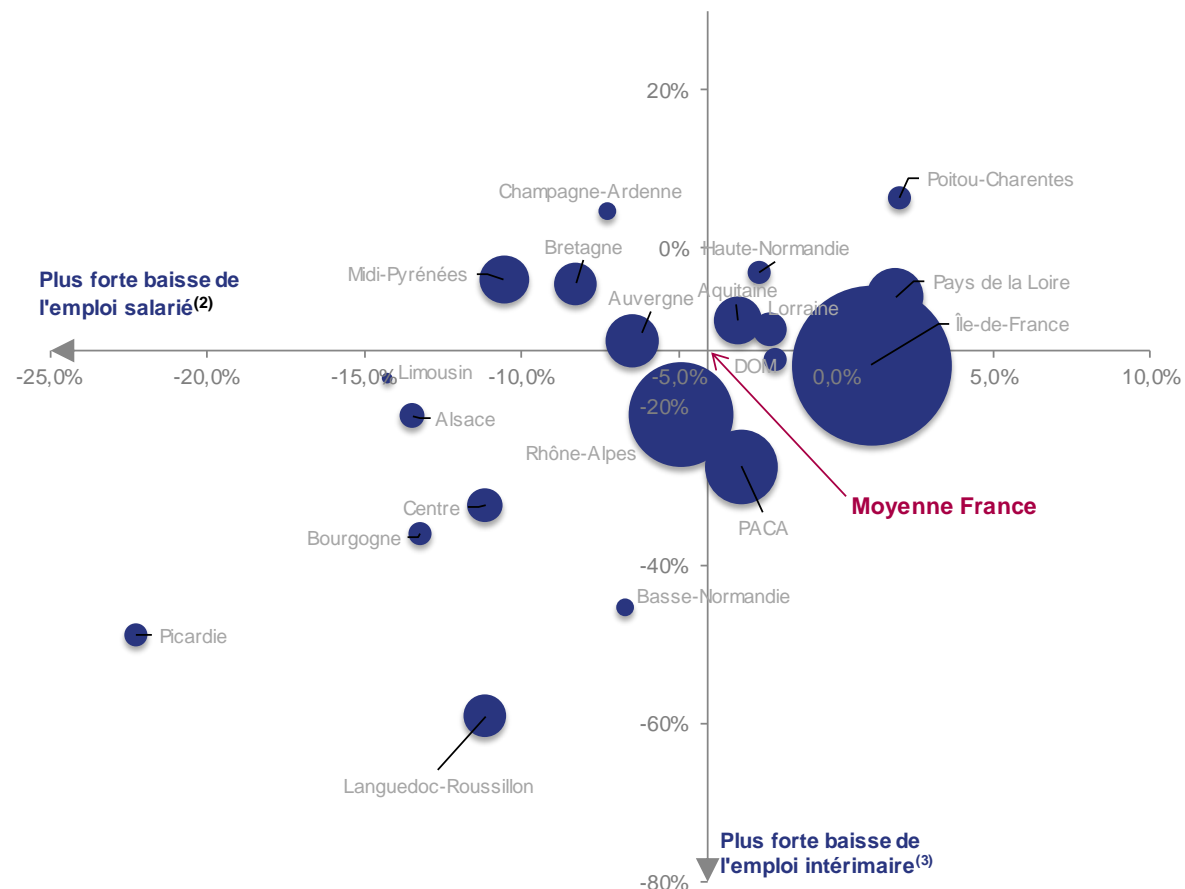 20%
Poitou-Charentes
Champagne-Ardenne
0%
Haute-Normandie
Bretagne
Midi-Pyrénées
Plus forte baisse de
l'emploi salarié(2)
Pays de la Loire
Auvergne
Aquitaine
Lorraine
Île-de-France
DOM
-25,0%
-20,0%
-15,0%
Limousin
-10,0%
-5,0%
0,0%
5,0%
10,0%
-20%
Alsace
Rhône-Alpes
Centre
Moyenne France
PACA
Bourgogne
-40%
Basse-Normandie
Picardie
-60%
Languedoc-Roussillon
Plus forte baisse de
l'emploi intérimaire(3)
-80%